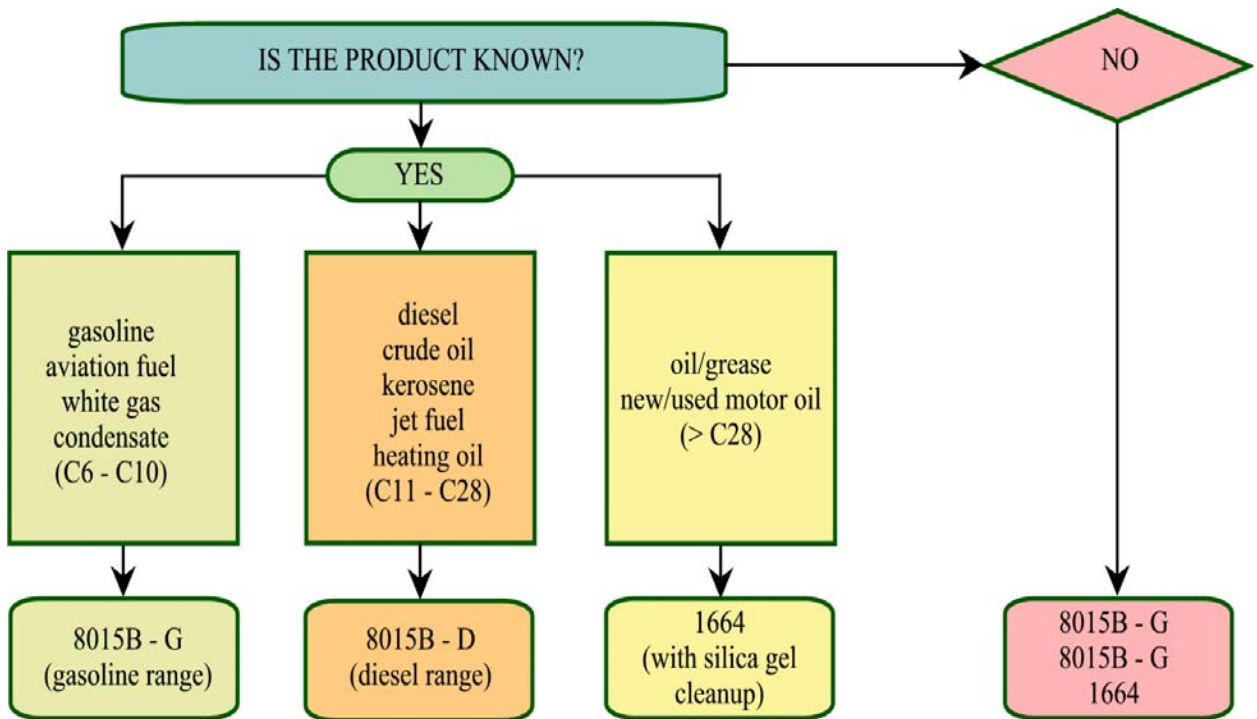 IS THE PRODUCT KNOWN?
NO
YES
gasoline
aviation fuel
white gas
condensate
(C6 - C10)
diesel
crude oil
kerosene
jet fuel
heating oil
(C11 - C28)
oil/grease
new/used motor oil
(> C28)
8015B - G
(gasoline range)
8015B - D
(diesel range)
1664
(with silica gel
cleanup)
8015B - G
8015B - G
1664